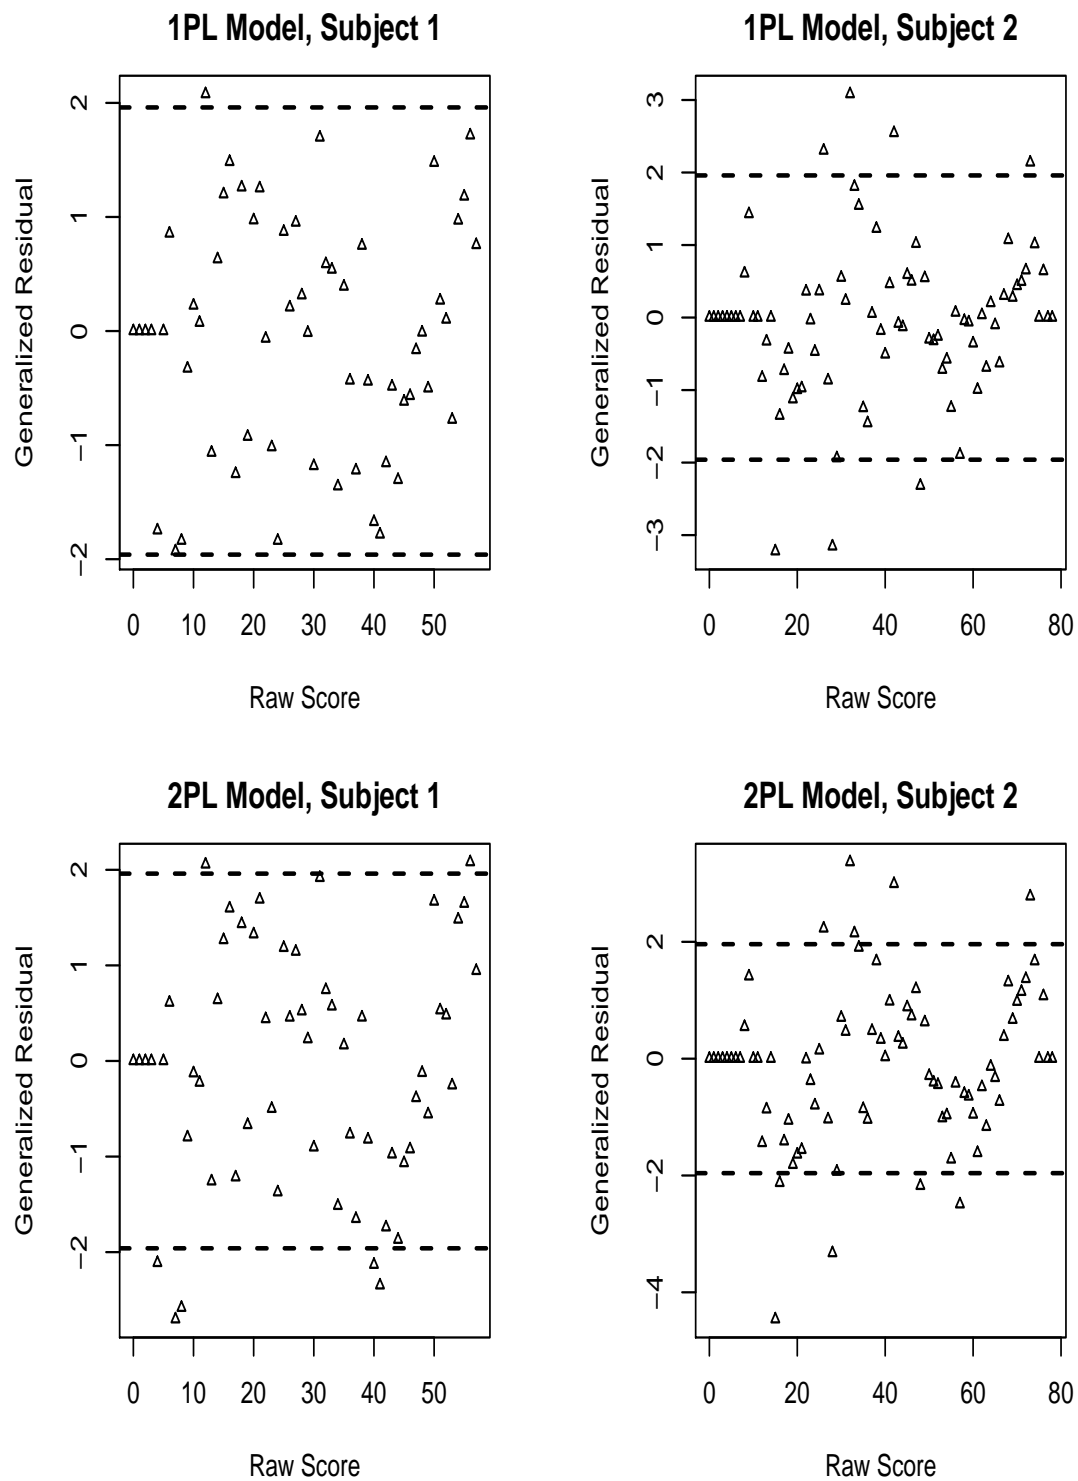 1PL Model, Subject 1
Generalized Residual
2
1
0
−1
−2
0 10 20 30 40 50
Raw Score
1PL Model, Subject 2
Generalized Residual
3
2
1
0
−1
−2
−3
0 20 40 60 80
Raw Score
2PL Model, Subject 1
Generalized Residual
2
1
0
−1
−2
0 10 20 30 40 50
Raw Score
2PL Model, Subject 2
Generalized Residual
2
0
−2
−4
0 20 40 60 80
Raw Score